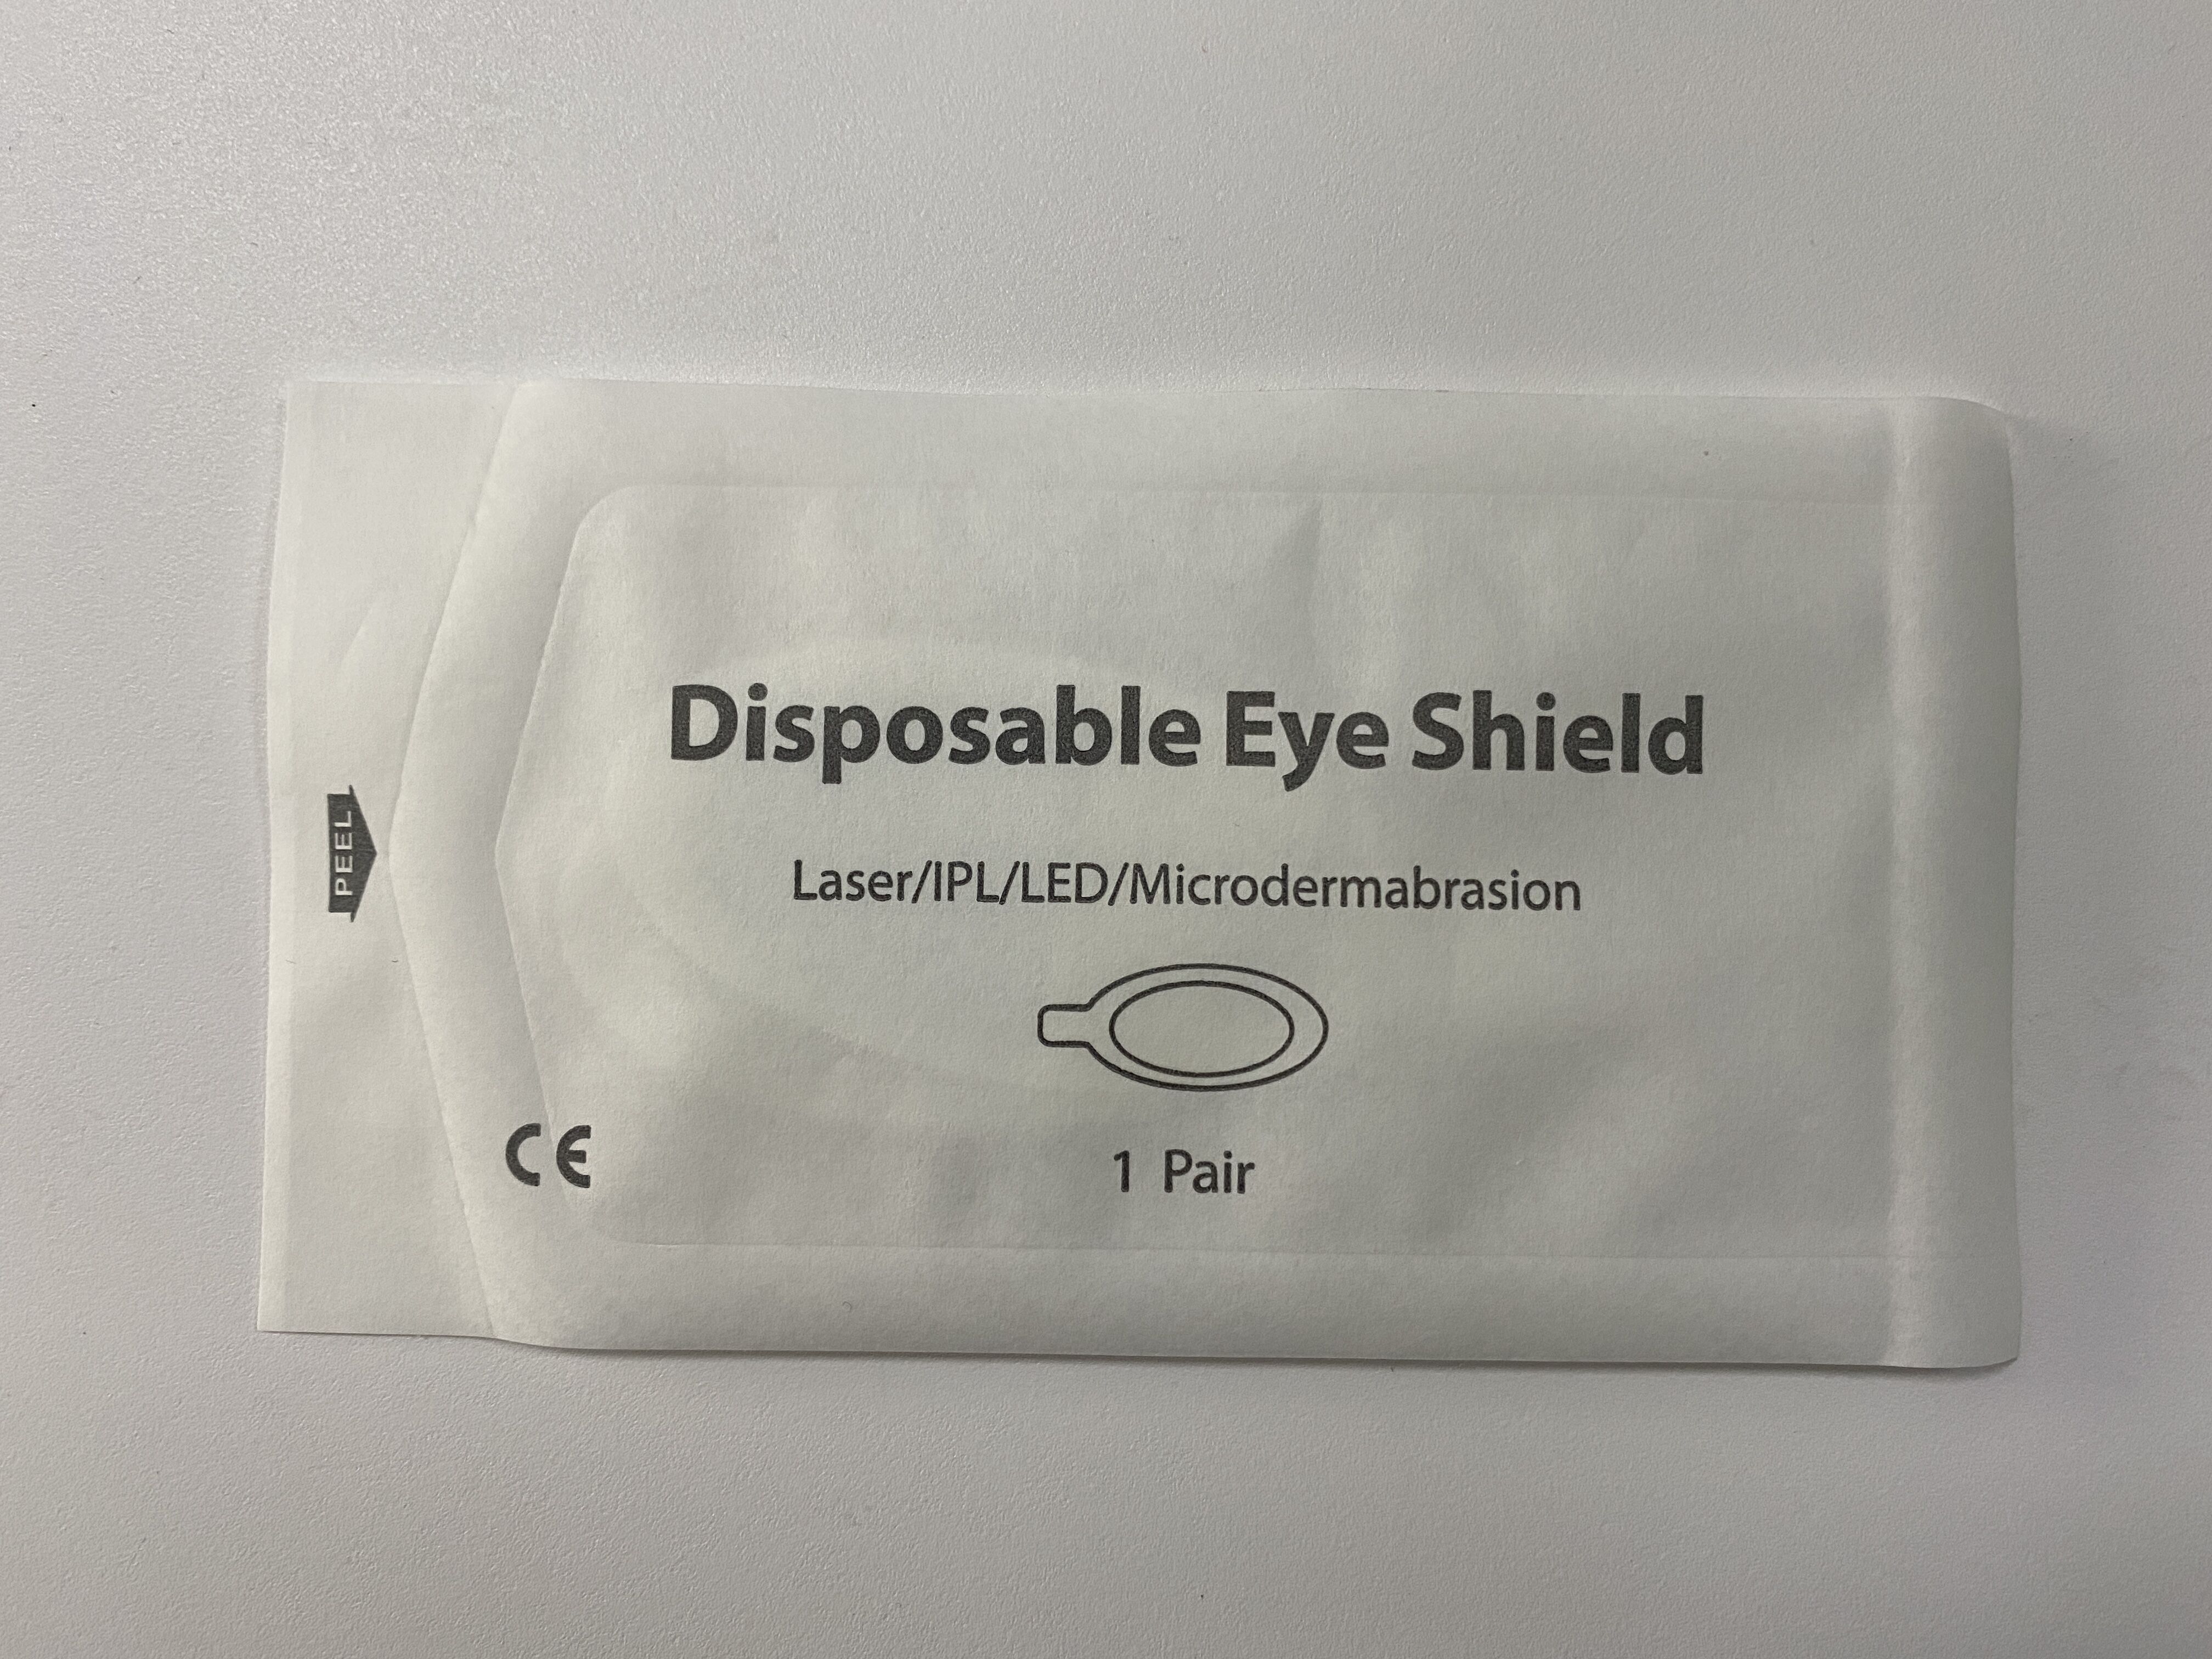 Disposable Eye Shield
Laser/IPL/LED/Microdermabrasion
PEEL
CE
1 Pair